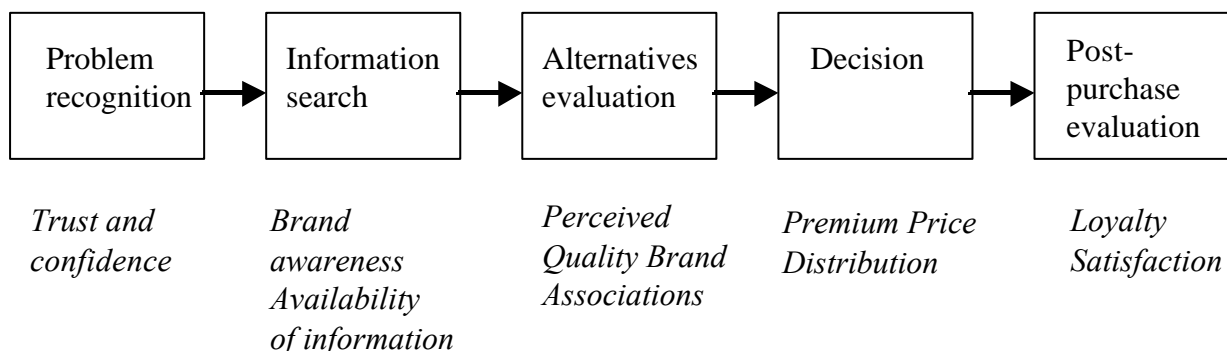 Problem
recognition
Information
search
Alternatives
evaluation
Decision
Post-
purchase
evaluation
Trust and
confidence
Brand
awareness
Availability
of information
Perceived
Quality Brand
Associations
Premium Price
Distribution
Loyalty
Satisfaction